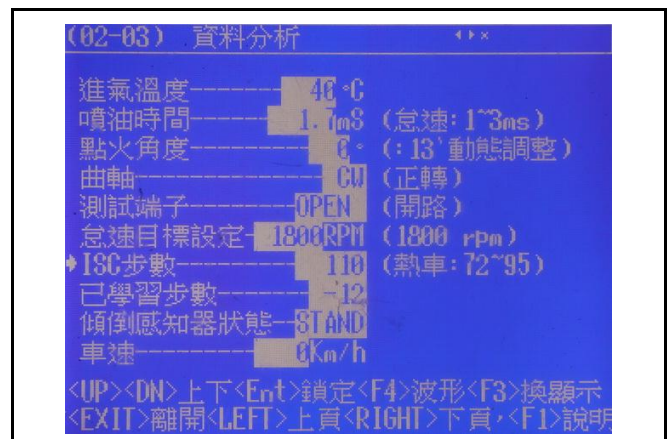 (02-03) 資料分析
進氣溫度--------40°C
噴油時間--------1.7mS (怠速:1~3ms)
點火角度--------0° (:13'動態調整)
曲軸------------CW (正轉)
測試端子--------OPEN (開路)
怠速目標設定-1800RPM (1800 rpm)
ISC步數---------110 (熱車:72~95)
已學習步數------12
傾倒感知器狀態--STAND
車速-----------0Km/h
<UP><DN>上下<Ent>鎖定<F4>波形<F3>換顯示
<EXIT>離開<LEFT>上頁<RIGHT>下頁,<F1>說明